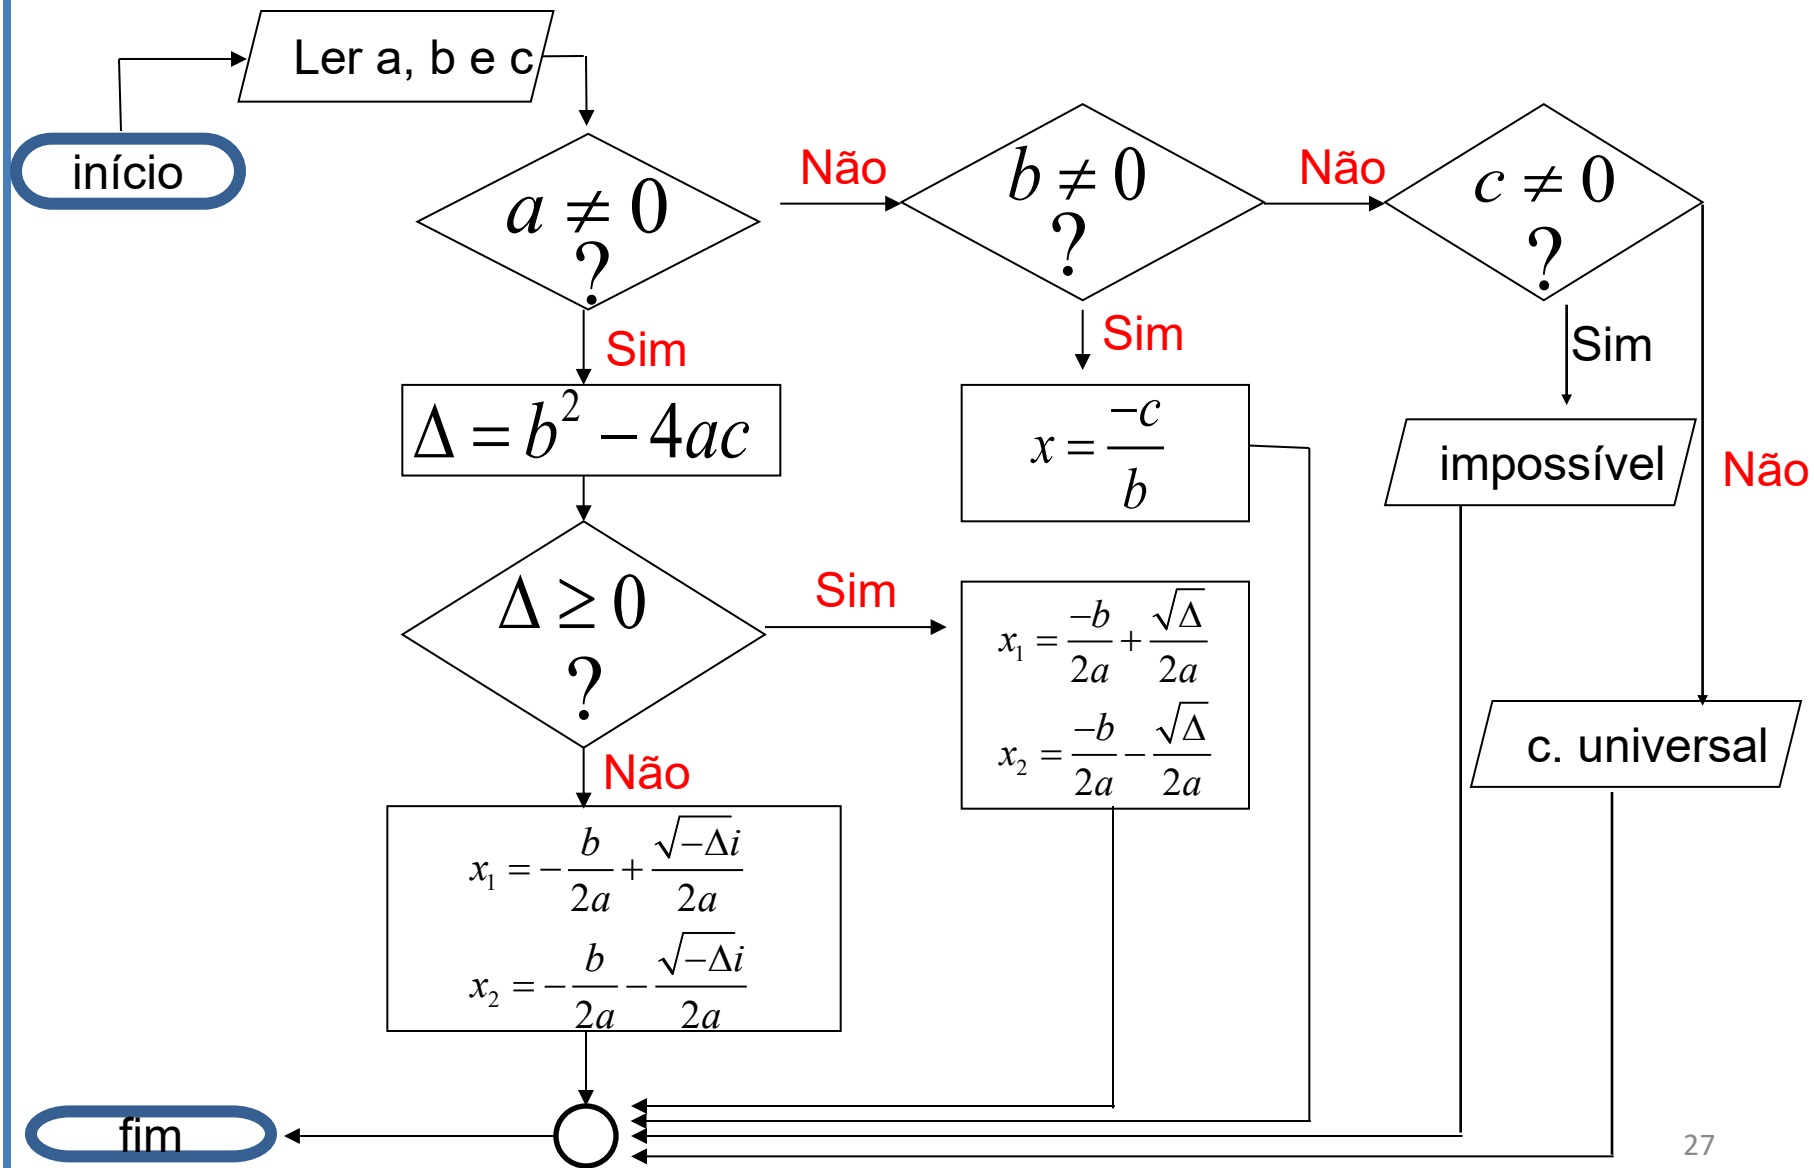 Ler a, b e c
início
a ≠ 0
?
Não
b ≠ 0
?
Não
c ≠ 0
?
Sim
Sim
Sim
Δ = b² − 4ac
x = −c/b
impossível
Não
Δ ≥ 0
?
Sim
x₁ = −b/2a + √Δ/2a
x₂ = −b/2a − √Δ/2a
c. universal
Não
x₁ = −b/2a + √−Δi/2a
x₂ = −b/2a − √−Δi/2a
fim
27